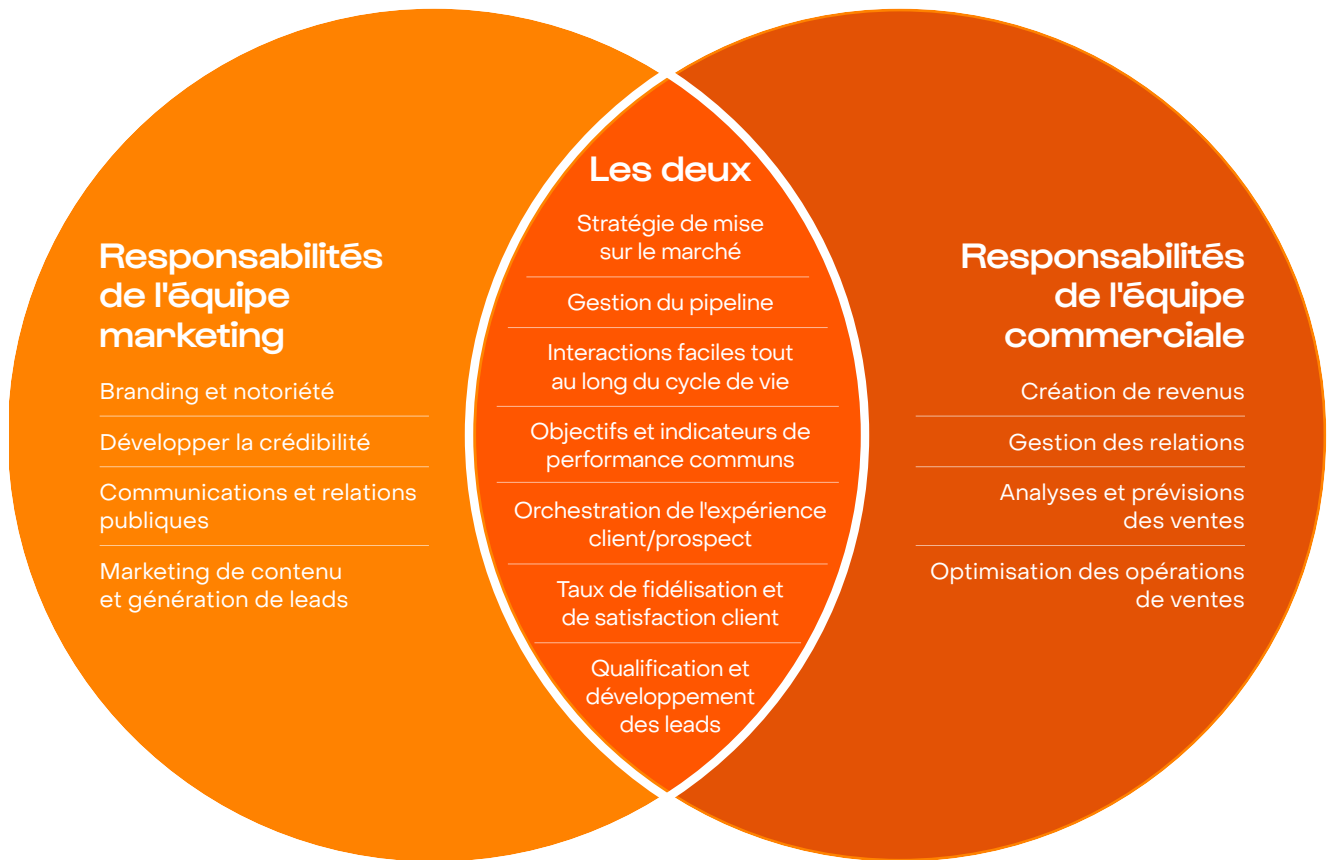 Responsabilités
de l'équipe
marketing
Branding et notoriété
Développer la crédibilité
Communications et relations
publiques
Marketing de contenu
et génération de leads
Les deux
Stratégie de mise
sur le marché
Gestion du pipeline
Interactions faciles tout
au long du cycle de vie
Objectifs et indicateurs de
performance communs
Orchestration de l'expérience
client/prospect
Taux de fidélisation et
de satisfaction client
Qualification et
développement
des leads
Responsabilités
de l'équipe
commerciale
Création de revenus
Gestion des relations
Analyses et prévisions
des ventes
Optimisation des opérations
de ventes